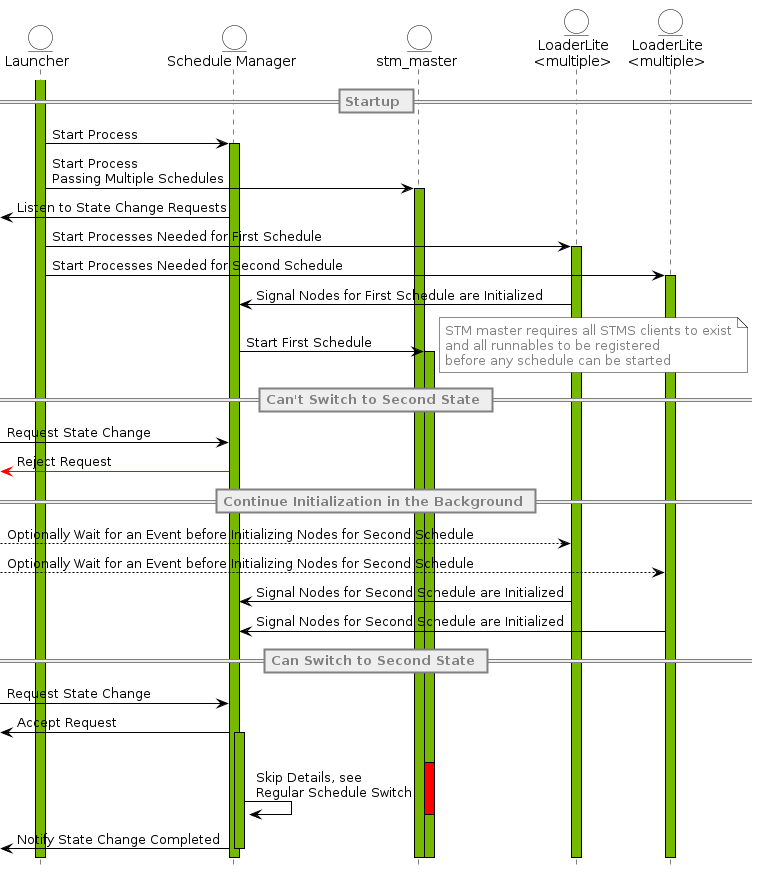 Launcher
Schedule Manager
stm_master
LoaderLite
<multiple>
LoaderLite
<multiple>
Startup
Start Process
Start Process
Passing Multiple Schedules
Listen to State Change Requests
Start Processes Needed for First Schedule
Start Processes Needed for Second Schedule
Signal Nodes for First Schedule are Initialized
STM master requires all STMS clients to exist
and all runnables to be registered
before any schedule can be started
Start First Schedule
Can't Switch to Second State
Request State Change
Reject Request
Continue Initialization in the Background
Optionally Wait for an Event before Initializing Nodes for Second Schedule
Optionally Wait for an Event before Initializing Nodes for Second Schedule
Signal Nodes for Second Schedule are Initialized
Signal Nodes for Second Schedule are Initialized
Can Switch to Second State
Request State Change
Accept Request
Skip Details, see
Regular Schedule Switch
Notify State Change Completed